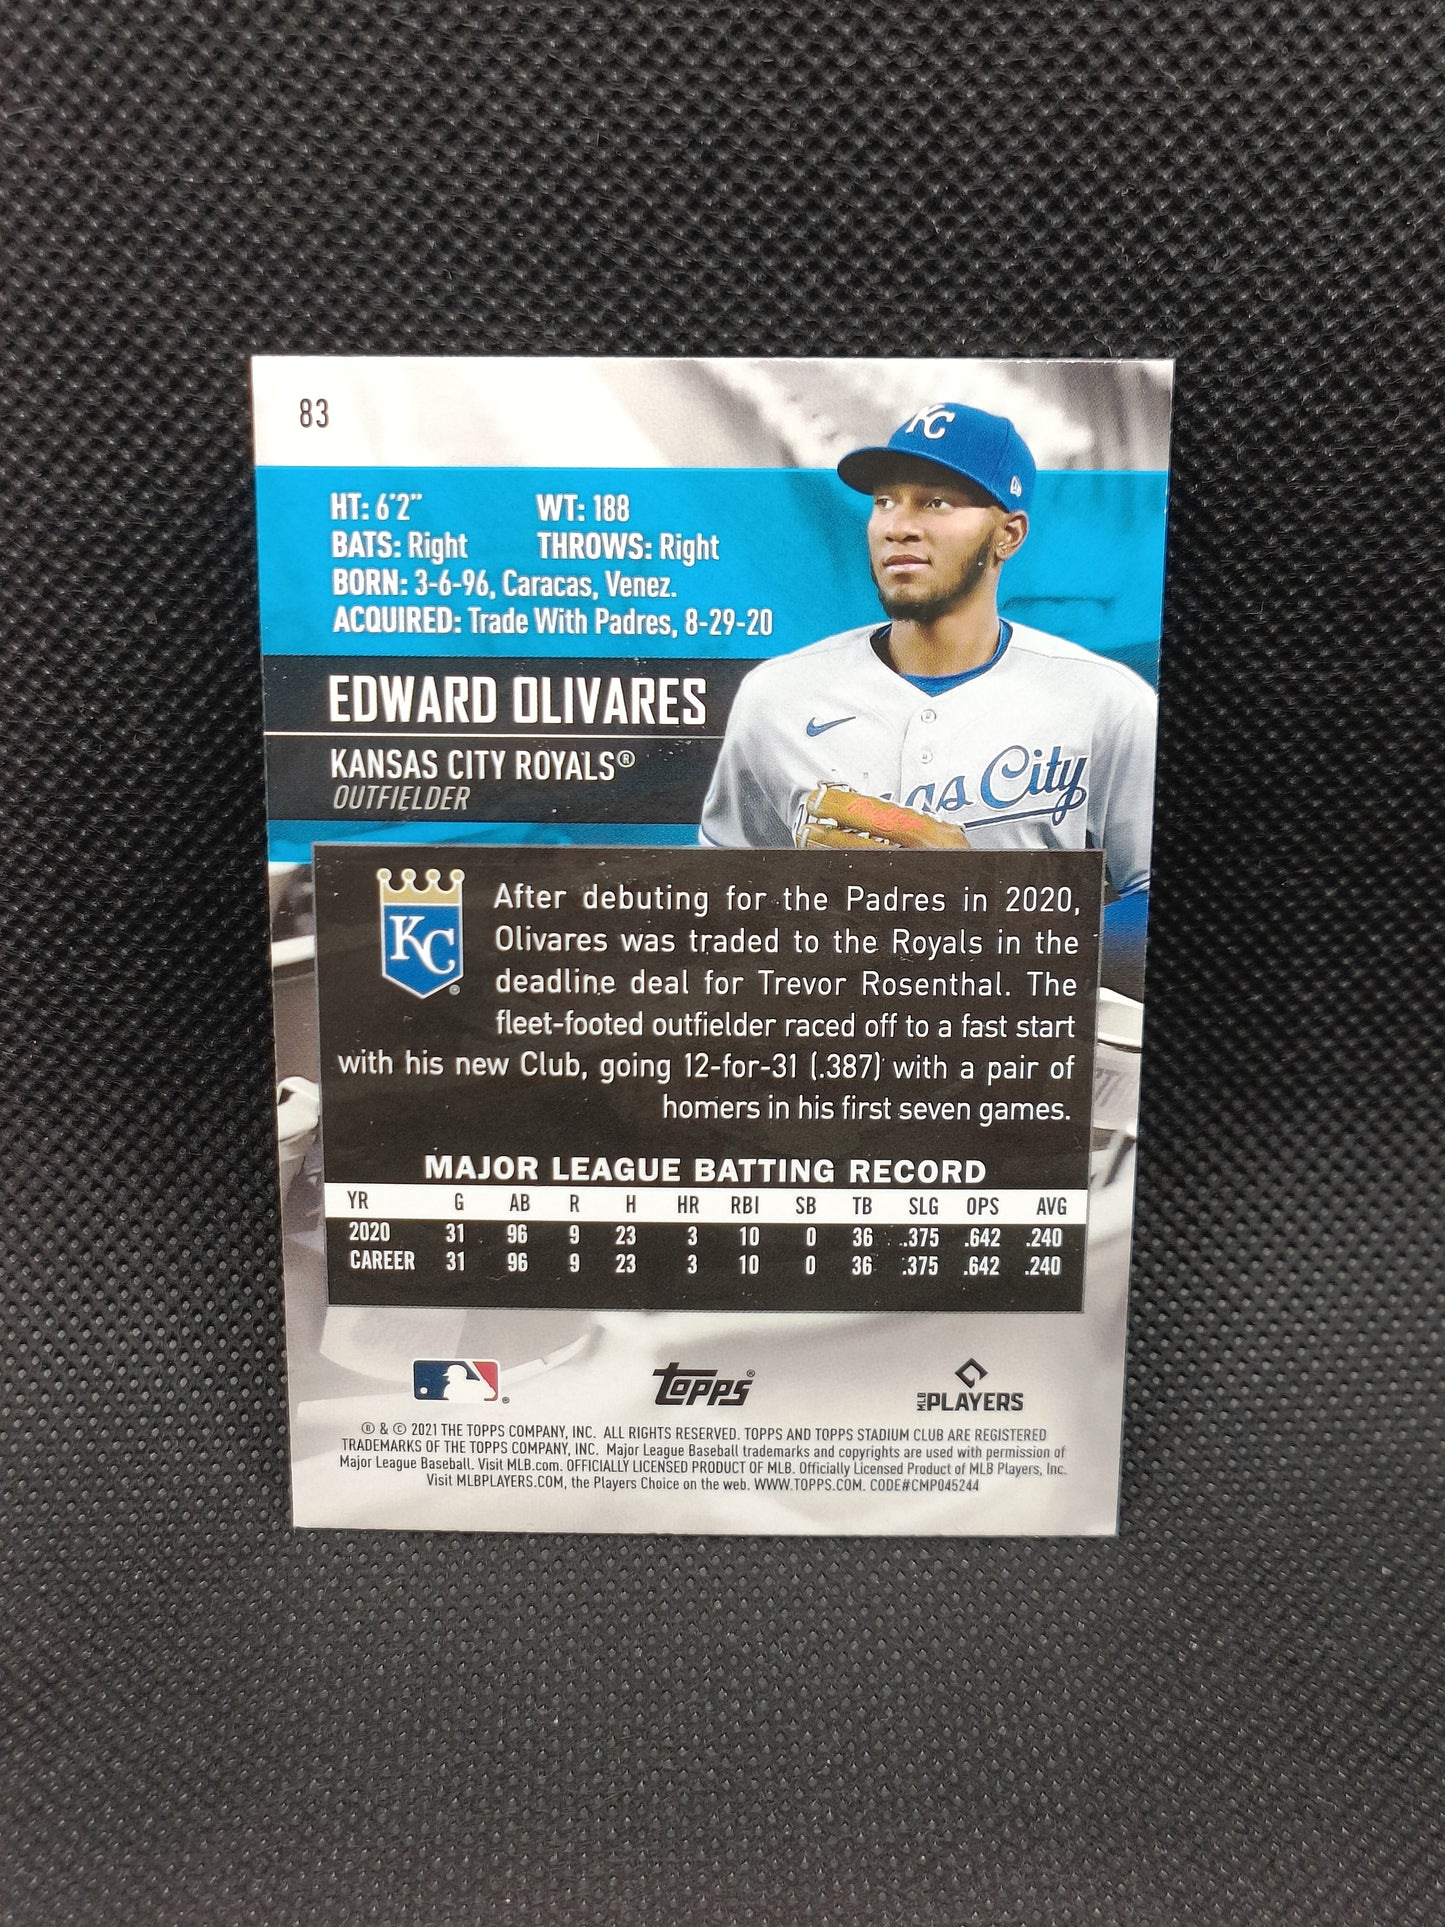 83
KC
HT: 6'2" WT: 188
BATS: Right THROWS: Right
BORN: 3-6-96, Caracas, Venez.
ACQUIRED: Trade With Padres, 8-29-20
EDWARD OLIVARES
KANSAS CITY ROYALS®
OUTFIELDER
as City
KC
After debuting for the Padres in 2020,
Olivares was traded to the Royals in the
deadline deal for Trevor Rosenthal. The
fleet-footed outfielder raced off to a fast start
with his new Club, going 12-for-31 (.387) with a pair of
homers in his first seven games.
MAJOR LEAGUE BATTING RECORD
YR G AB R H HR RBI SB TB SLG OPS AVG
2020 31 96 9 23 3 10 0 36 .375 .642 .240
CAREER 31 96 9 23 3 10 0 36 .375 .642 .240
topps®
MLB PLAYERS
® & © 2021 THE TOPPS COMPANY, INC. ALL RIGHTS RESERVED. TOPPS AND TOPPS STADIUM CLUB ARE REGISTERED
TRADEMARKS OF THE TOPPS COMPANY, INC. Major League Baseball trademarks and copyrights are used with permission of
Major League Baseball. Visit MLB.com. OFFICIALLY LICENSED PRODUCT OF MLB. Officially Licensed Product of MLB Players, Inc.
Visit MLBPLAYERS.COM, the Players Choice on the web. WWW.TOPPS.COM. CODE#CMP045244